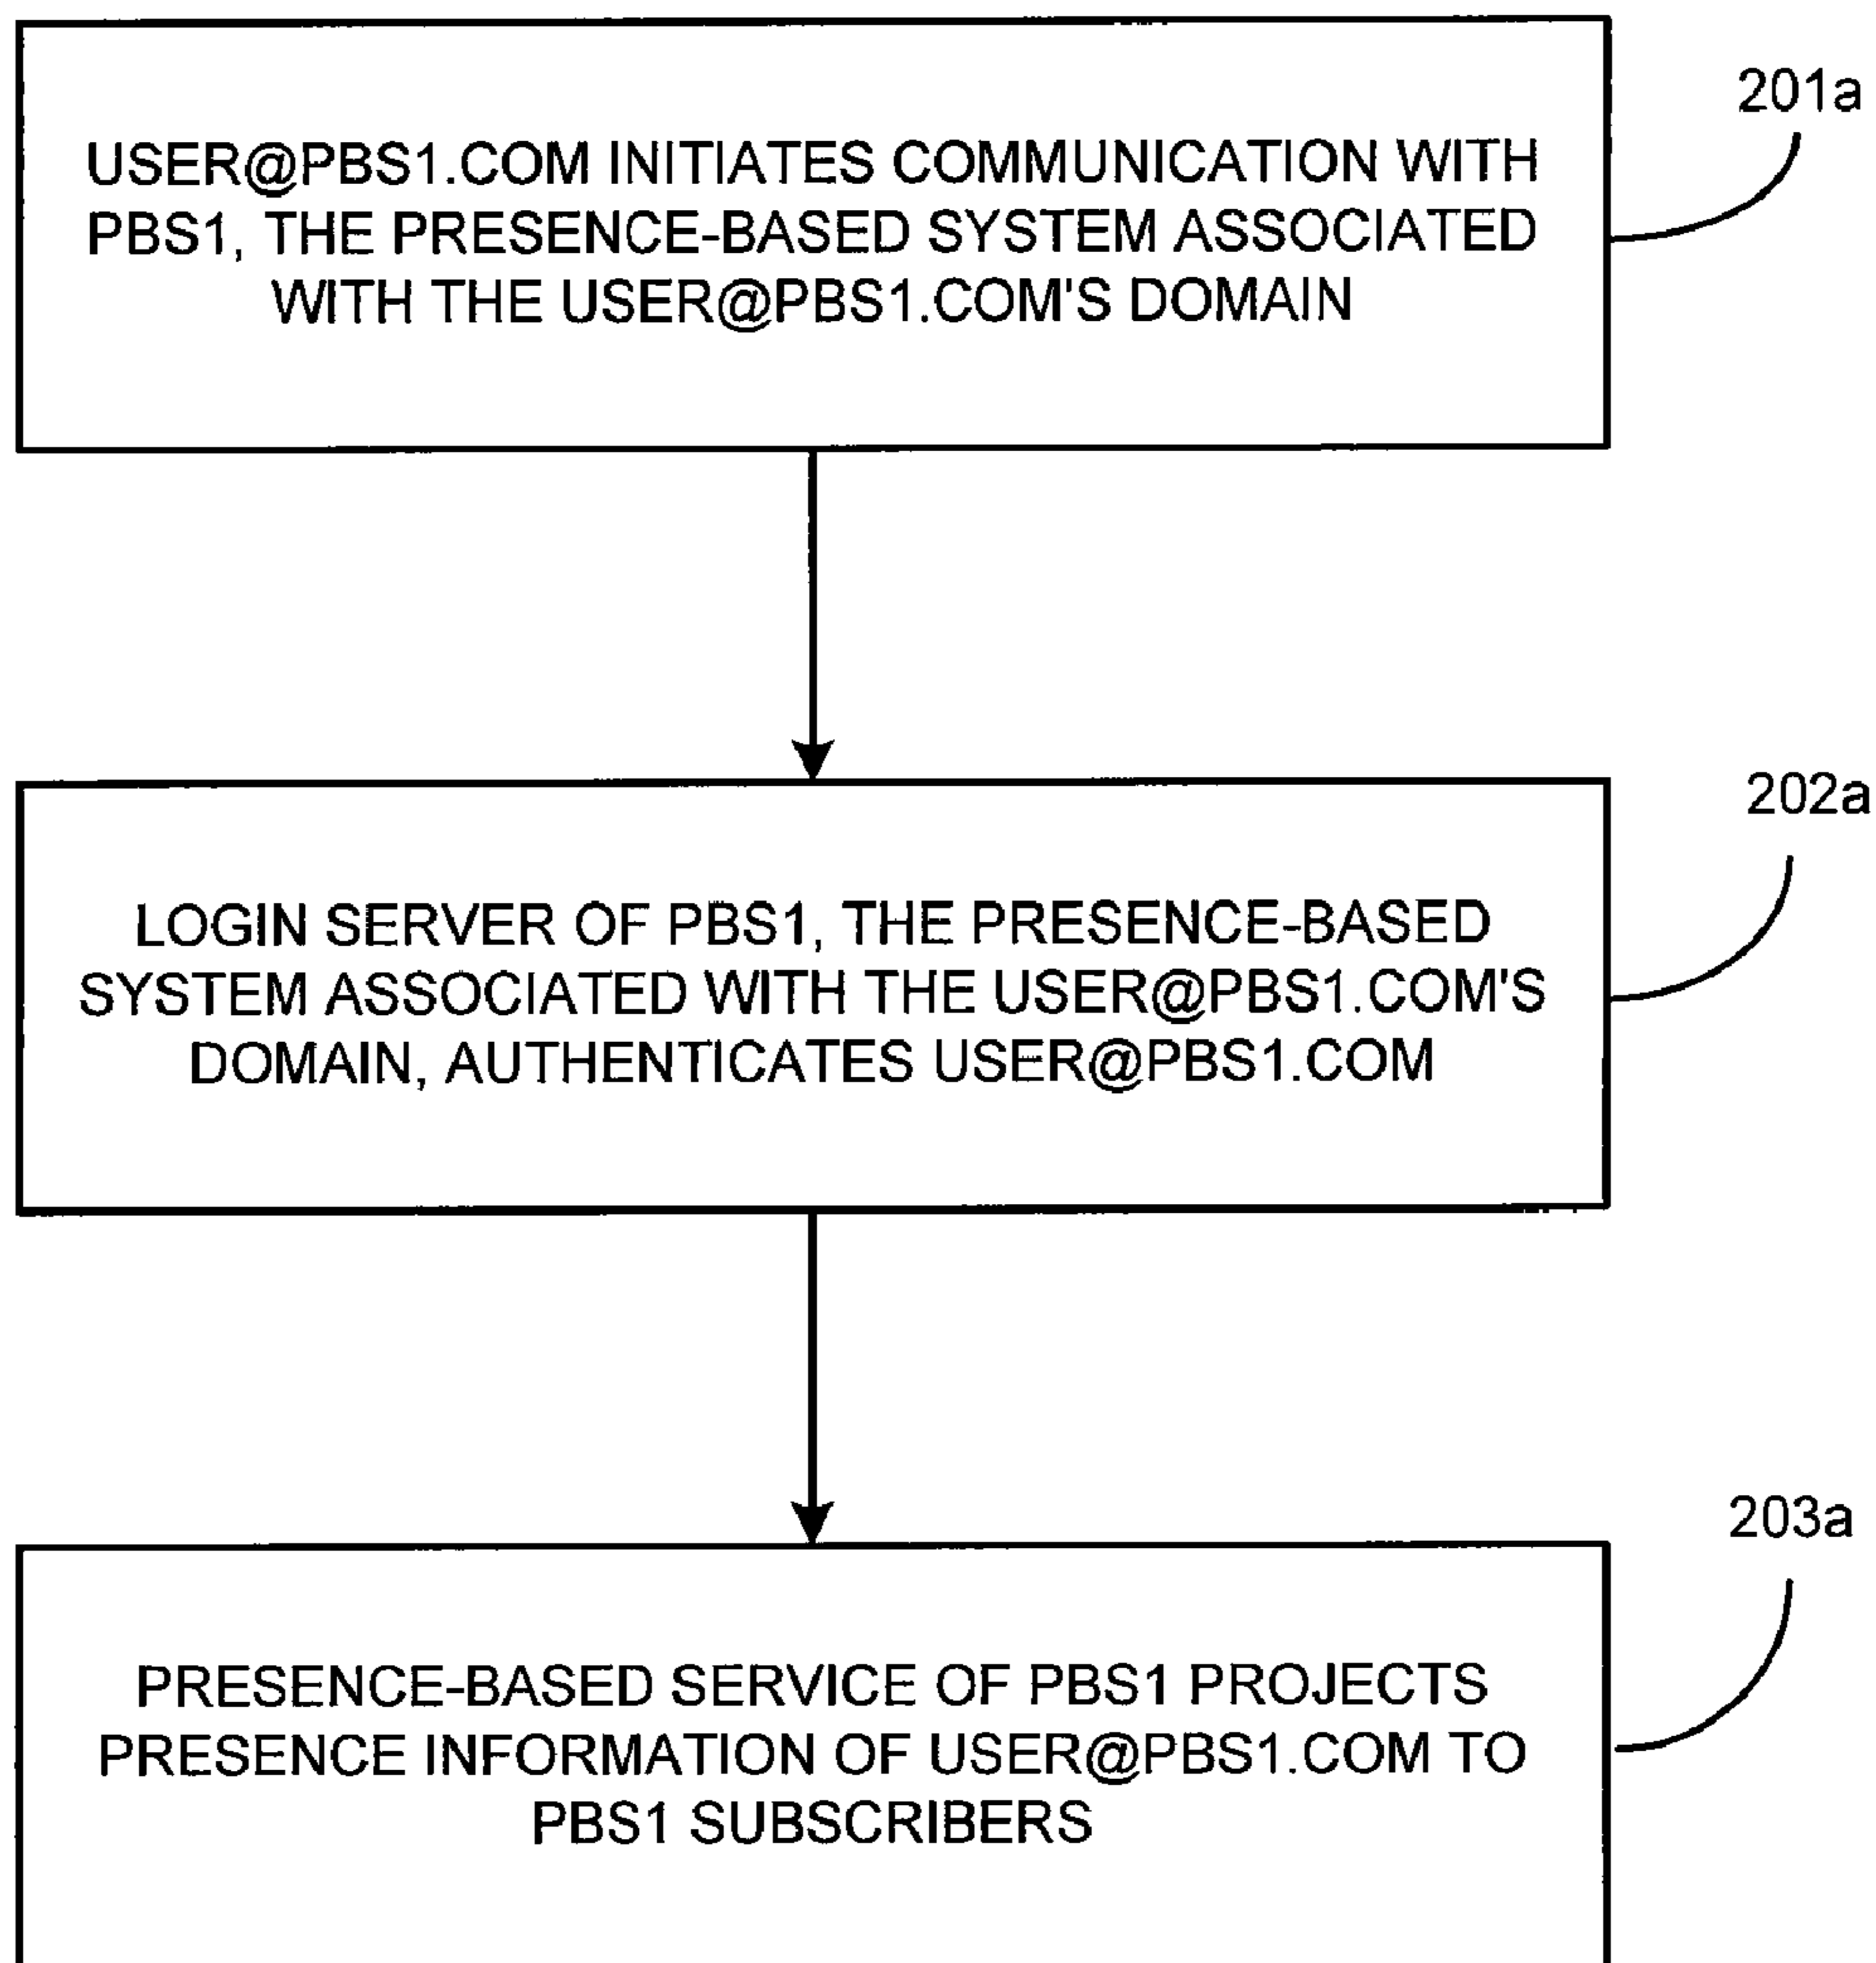 201a
USER@PBS1.COM INITIATES COMMUNICATION WITH
PBS1, THE PRESENCE-BASED SYSTEM ASSOCIATED
WITH THE USER@PBS1.COM'S DOMAIN
202a
LOGIN SERVER OF PBS1, THE PRESENCE-BASED
SYSTEM ASSOCIATED WITH THE USER@PBS1.COM'S
DOMAIN, AUTHENTICATES USER@PBS1.COM
203a
PRESENCE-BASED SERVICE OF PBS1 PROJECTS
PRESENCE INFORMATION OF USER@PBS1.COM TO
PBS1 SUBSCRIBERS